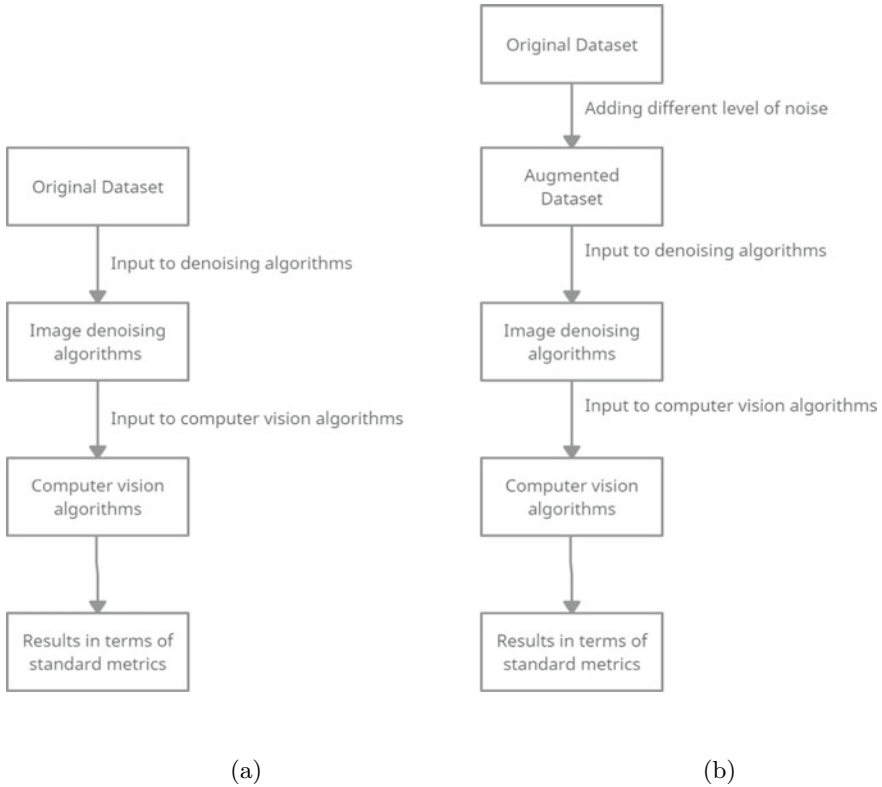 Original Dataset
Input to denoising algorithms
Image denoising
algorithms
Input to computer vision algorithms
Computer vision
algorithms
Results in terms of
standard metrics
(a)
Original Dataset
Adding different level of noise
Augmented
Dataset
Input to denoising algorithms
Image denoising
algorithms
Input to computer vision algorithms
Computer vision
algorithms
Results in terms of
standard metrics
(b)